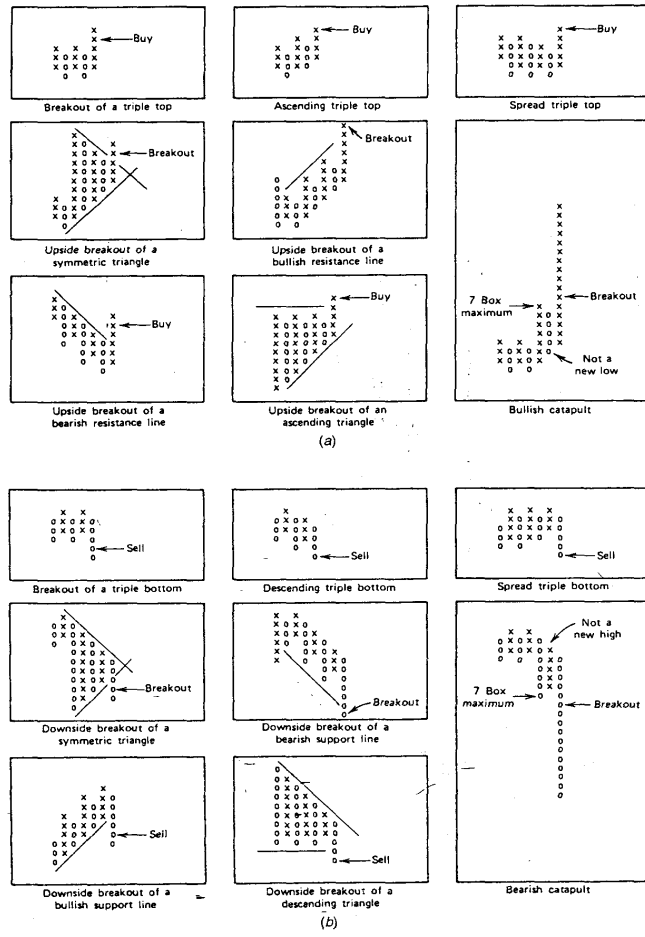 Buy
Breakout of a triple top
Buy
Ascending triple top
Buy
Spread triple top
Breakout
Upside breakout of a
symmetric triangle
Breakout
Upside breakout of a
bullish resistance line
Buy
Upside breakout of a
bearish resistance line
Buy
Upside breakout of an
ascending triangle
7 Box
maximum
Breakout
Not a
new low
Bullish catapult
(a)
Sell
Breakout of a triple bottom
Sell
Descending triple bottom
Sell
Spread triple bottom
Breakout
Downside breakout of a
symmetric triangle
Breakout
Downside breakout of a
bearish support line
Sell
Downside breakout of a
bullish support line
Sell
Downside breakout of a
descending triangle
Not a
new high
7 Box
maximum
Breakout
Bearish catapult
(b)